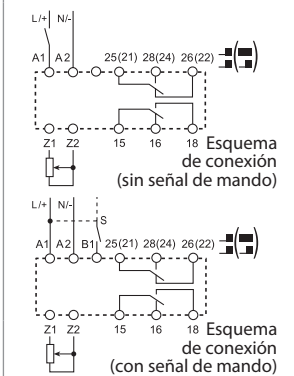 L/+ N/-
A1 A2 25(21) 28(24) 26(22)
Z1 Z2 15 16 18 Esquema
de conexión
(sin señal de mando)
L/+ N/-
S
A1 A2 B1 25(21) 28(24) 26(22)
Z1 Z2 15 16 18 Esquema
de conexión
(con señal de mando)